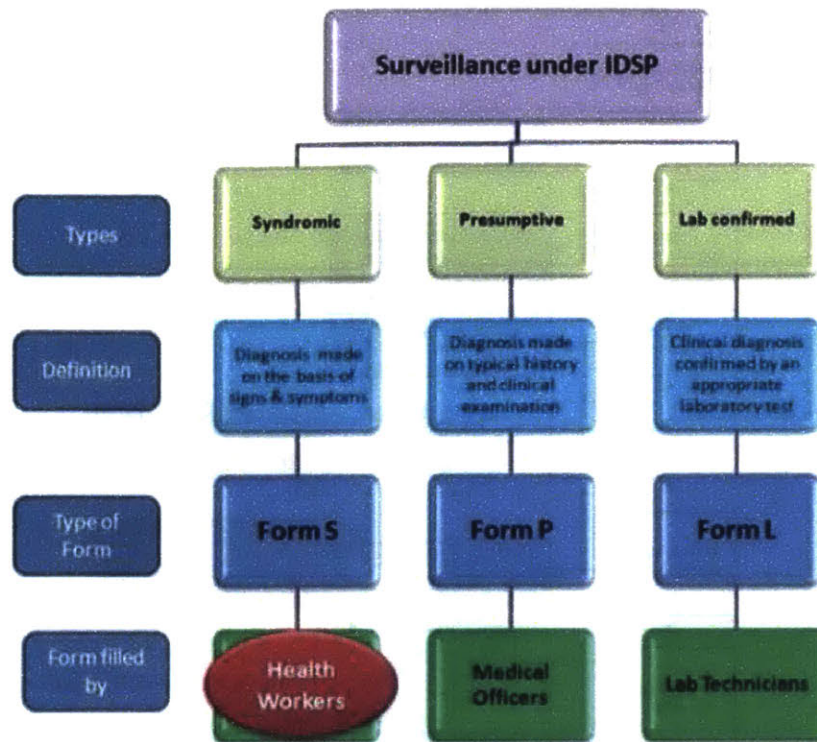 Surveillance under IDSP
Types
Syndromic
Presumptive
Lab confirmed
Definition
Diagnosis made
on the basis of
signs & symptoms
Diagnosis made
on typical history
and clinical
examination
Clinical diagnosis
confirmed by an
appropriate
laboratory test
Type of
Form
Form S
Form P
Form L
Form filled
by
Health
Workers
Medical
Officers
Lab Technicians